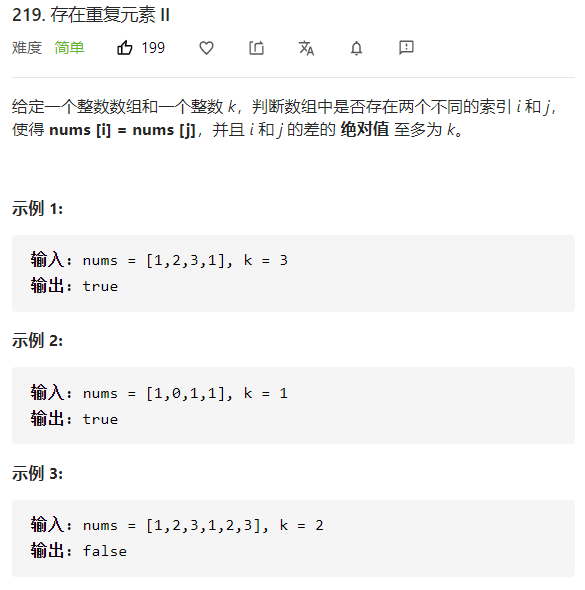 219. 存在重复元素 II
难度 简单 199
给定一个整数数组和一个整数 k，判断数组中是否存在两个不同的索引 i 和 j，
使得 nums [i] = nums [j]，并且 i 和 j 的差的 绝对值 至多为 k。
示例 1:
输入: nums = [1,2,3,1], k = 3
输出: true
示例 2:
输入: nums = [1,0,1,1], k = 1
输出: true
示例 3:
输入: nums = [1,2,3,1,2,3], k = 2
输出: false